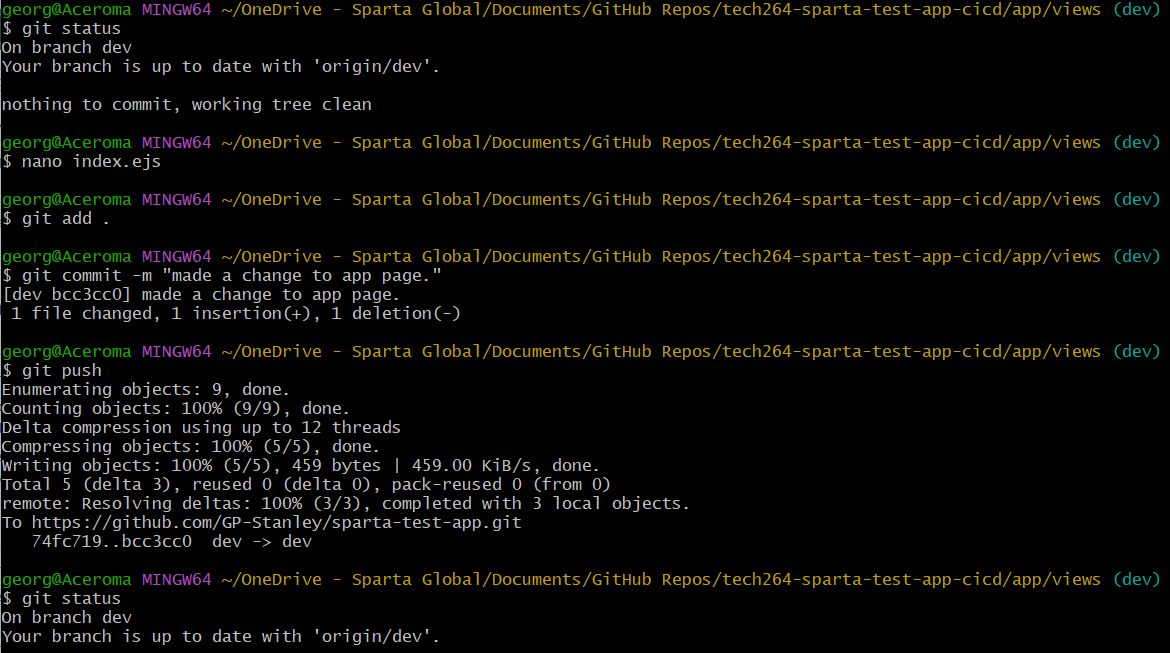 georg@Aceroma MINGW64 ~/OneDrive - Sparta Global/Documents/GitHub Repos/tech264-sparta-test-app-cicd/app/views (dev)
$ git status
On branch dev
Your branch is up to date with 'origin/dev'.

nothing to commit, working tree clean

georg@Aceroma MINGW64 ~/OneDrive - Sparta Global/Documents/GitHub Repos/tech264-sparta-test-app-cicd/app/views (dev)
$ nano index.ejs

georg@Aceroma MINGW64 ~/OneDrive - Sparta Global/Documents/GitHub Repos/tech264-sparta-test-app-cicd/app/views (dev)
$ git add .

georg@Aceroma MINGW64 ~/OneDrive - Sparta Global/Documents/GitHub Repos/tech264-sparta-test-app-cicd/app/views (dev)
$ git commit -m "made a change to app page."
[dev bcc3cc0] made a change to app page.
 1 file changed, 1 insertion(+), 1 deletion(-)

georg@Aceroma MINGW64 ~/OneDrive - Sparta Global/Documents/GitHub Repos/tech264-sparta-test-app-cicd/app/views (dev)
$ git push
Enumerating objects: 9, done.
Counting objects: 100% (9/9), done.
Delta compression using up to 12 threads
Compressing objects: 100% (5/5), done.
Writing objects: 100% (5/5), 459 bytes | 459.00 KiB/s, done.
Total 5 (delta 3), reused 0 (delta 0), pack-reused 0 (from 0)
remote: Resolving deltas: 100% (3/3), completed with 3 local objects.
To https://github.com/GP-Stanley/sparta-test-app.git
   74fc719..bcc3cc0  dev -> dev

georg@Aceroma MINGW64 ~/OneDrive - Sparta Global/Documents/GitHub Repos/tech264-sparta-test-app-cicd/app/views (dev)
$ git status
On branch dev
Your branch is up to date with 'origin/dev'.